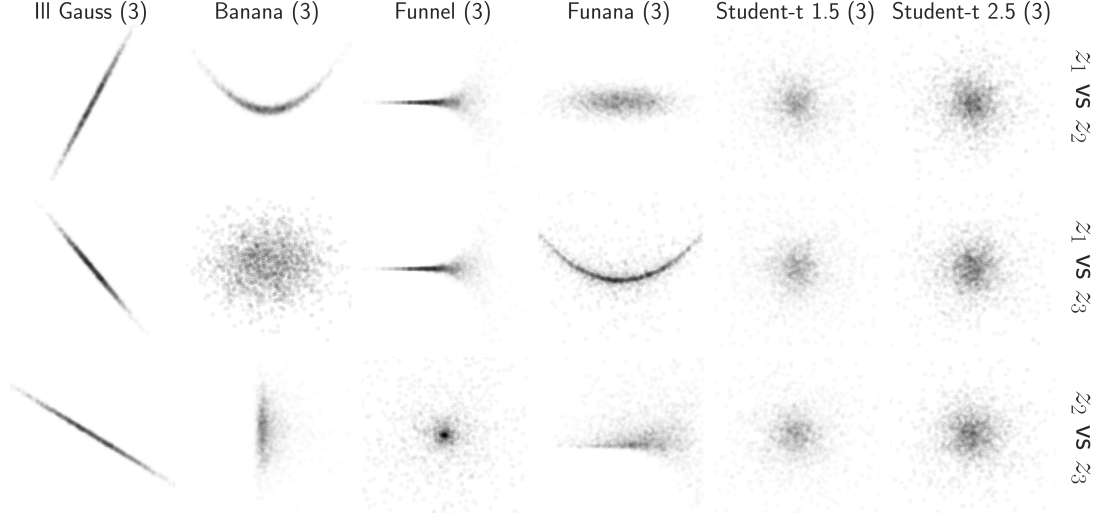 Ill Gauss (3) Banana (3) Funnel (3) Funana (3) Student-t 1.5 (3) Student-t 2.5 (3)
z₁ vs z₂
z₁ vs z₃
z₂ vs z₃